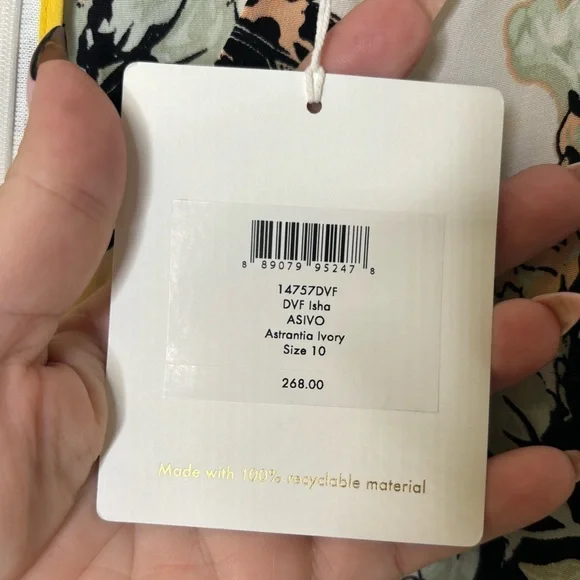 8 89079 95247 8
14757DVF
DVF Isha
ASIVO
Astrantia Ivory
Size 10
268.00
Made with 100% recyclable material